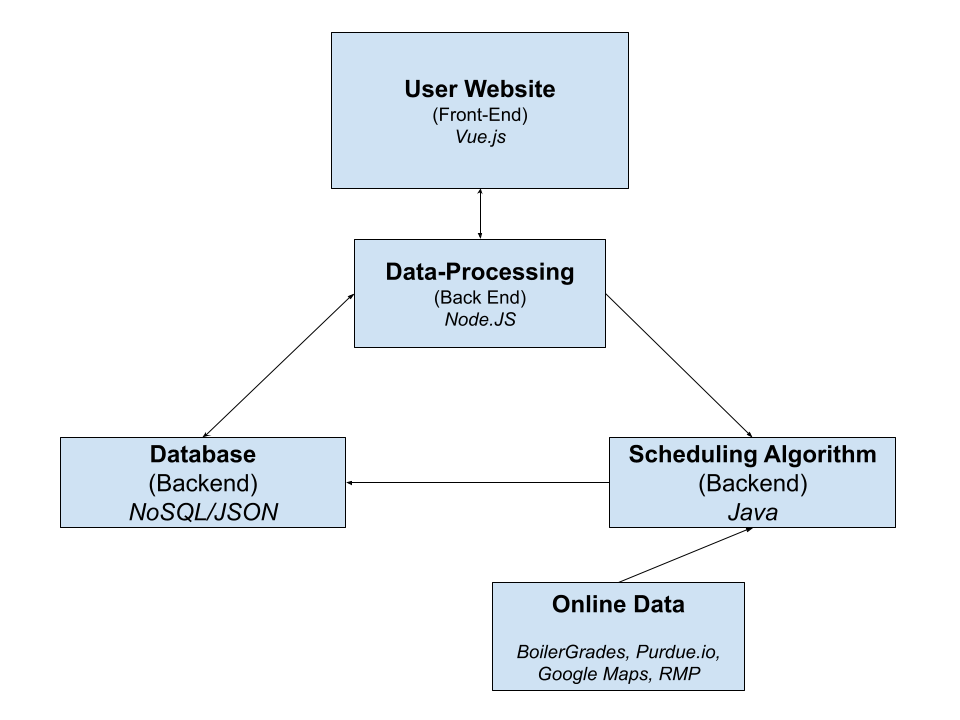 User Website
(Front-End)
Vue.js
Data-Processing
(Back End)
Node.JS
Database
(Backend)
NoSQL/JSON
Scheduling Algorithm
(Backend)
Java
Online Data
BoilerGrades, Purdue.io,
Google Maps, RMP